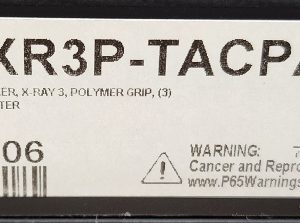 XR3P-TACPA
ER, X-RAY 3, POLYMER GRIP, (3)
TER
06
WARNING:
Cancer and Repro
www.P65Warnings